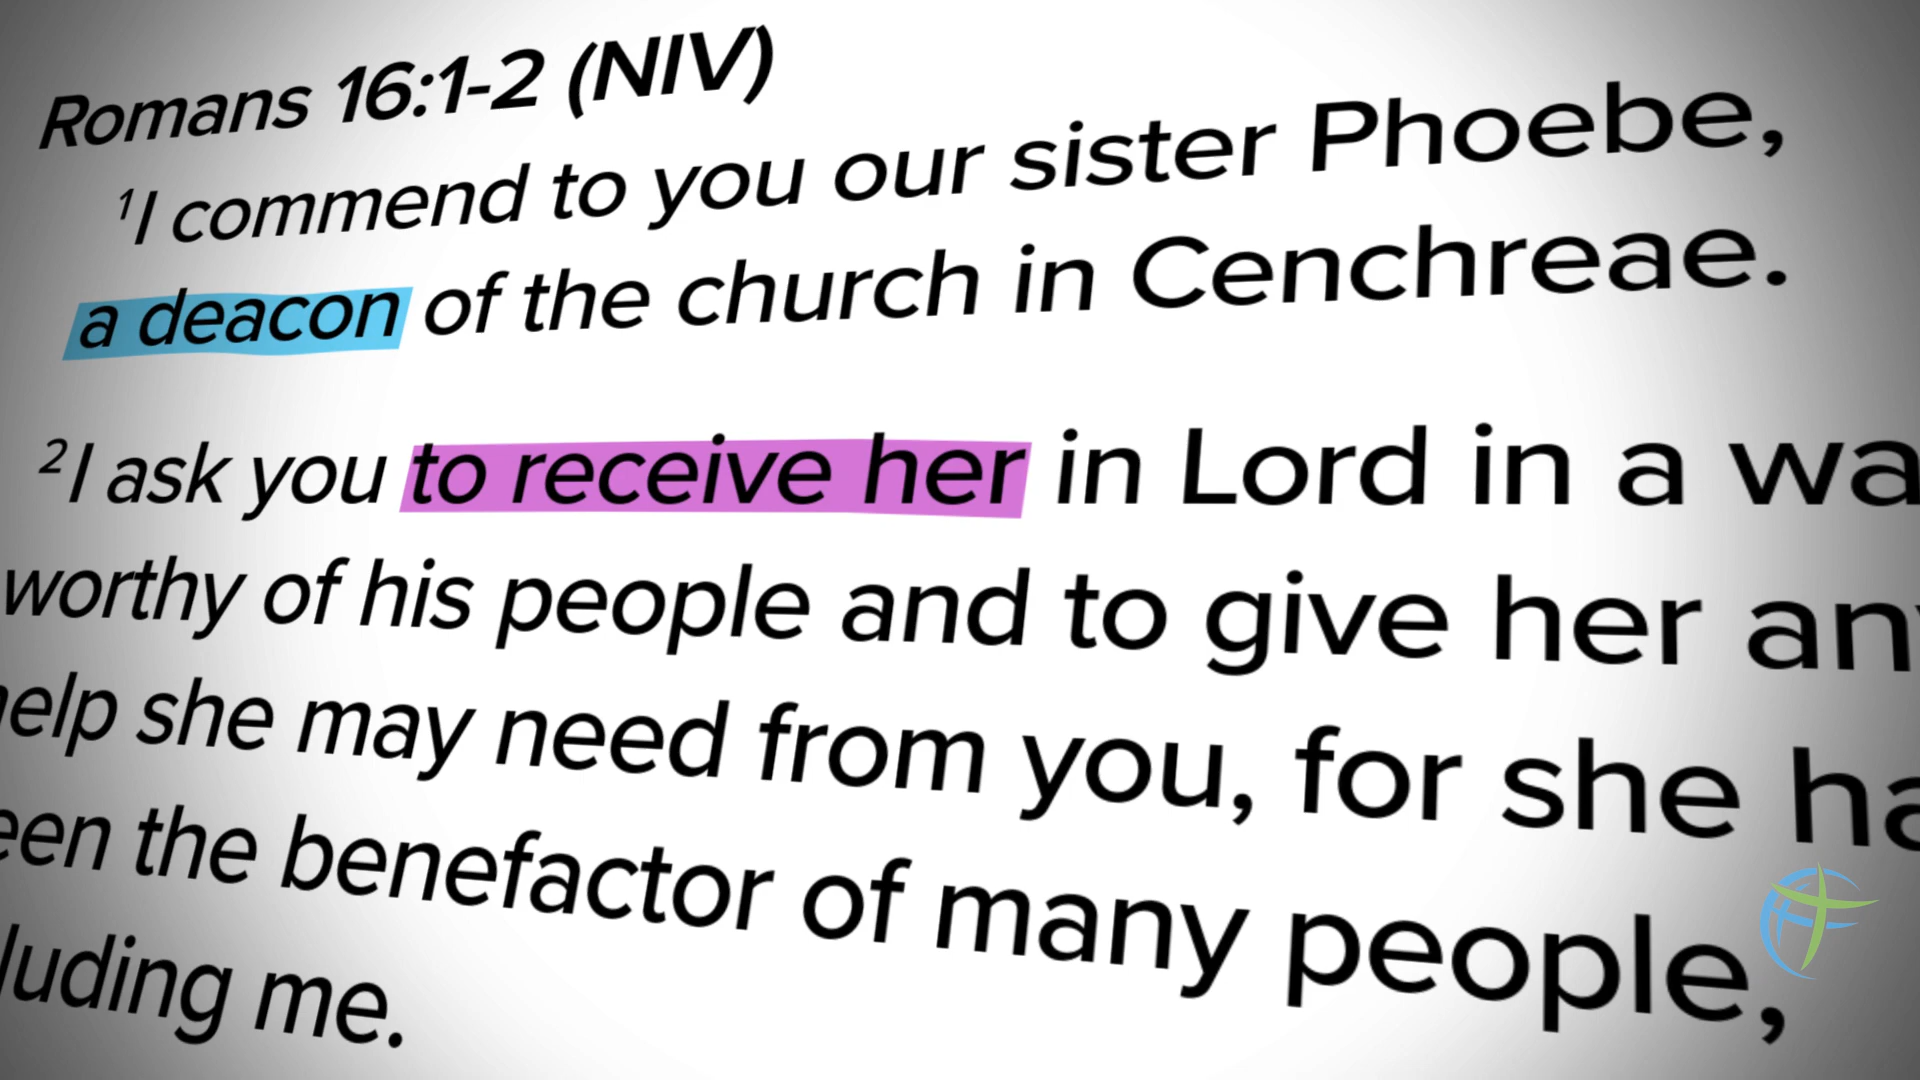 Romans 16:1-2 (NIV)
¹I commend to you our sister Phoebe,
a deacon of the church in Cenchreae.
²I ask you to receive her in Lord in a wa
worthy of his people and to give her any
help she may need from you, for she ha
een the benefactor of many people,
luding me.